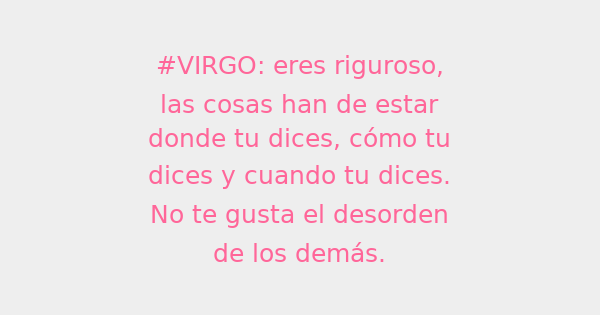 #VIRGO: eres riguroso,
las cosas han de estar
donde tu dices, cómo tu
dices y cuando tu dices.
No te gusta el desorden
de los demás.